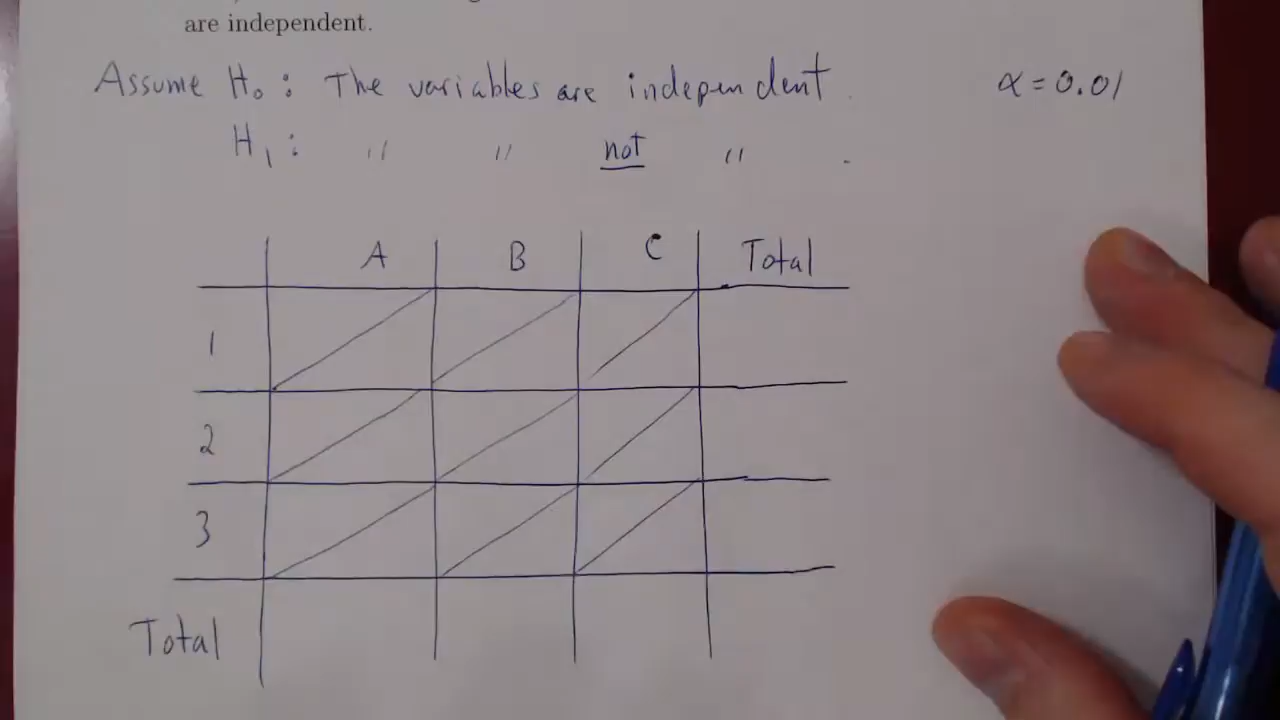 are independent.
Assume H₀ : The variables are independent. α = 0.01
H₁ : " " not " .
A B C Total
1
2
3
Total